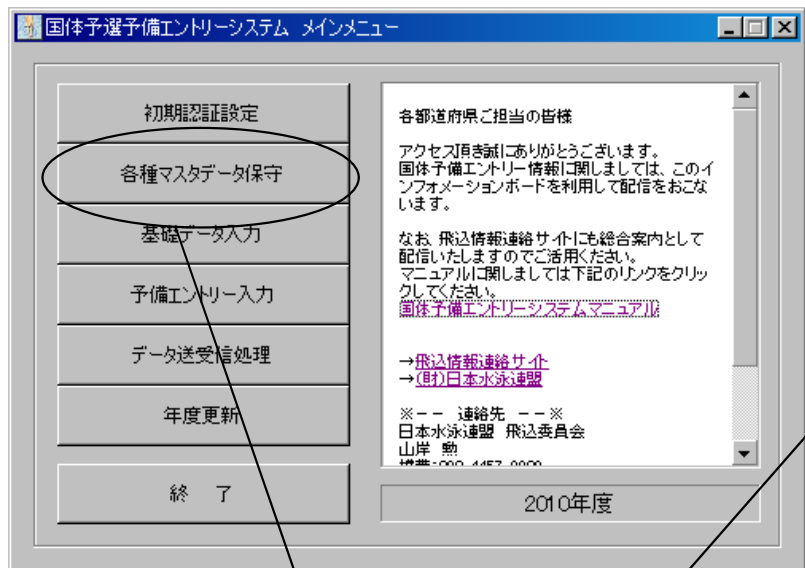 国体予選予備エントリーシステム メインメニュー
初期認証設定
各種マスタデータ保守
基礎データ入力
予備エントリー入力
データ送受信処理
年度更新
終 了
各都道府県ご担当の皆様
アクセス頂き誠にありがとうございます。
国体予備エントリー情報に関しましては、このイ
ンフォメーションボードを利用して配信をおこな
います。
なお、飛込情報連絡サイトにも総合案内として
配信いたしますのでご活用ください。
マニュアルに関しましては下記のリンクをクリッ
クしてください。
国体予備エントリーシステムマニュアル
→飛込情報連絡サイト
→(財)日本水泳連盟
※-- 連絡先 --※
日本水泳連盟 飛込委員会
山岸 勲
2010年度